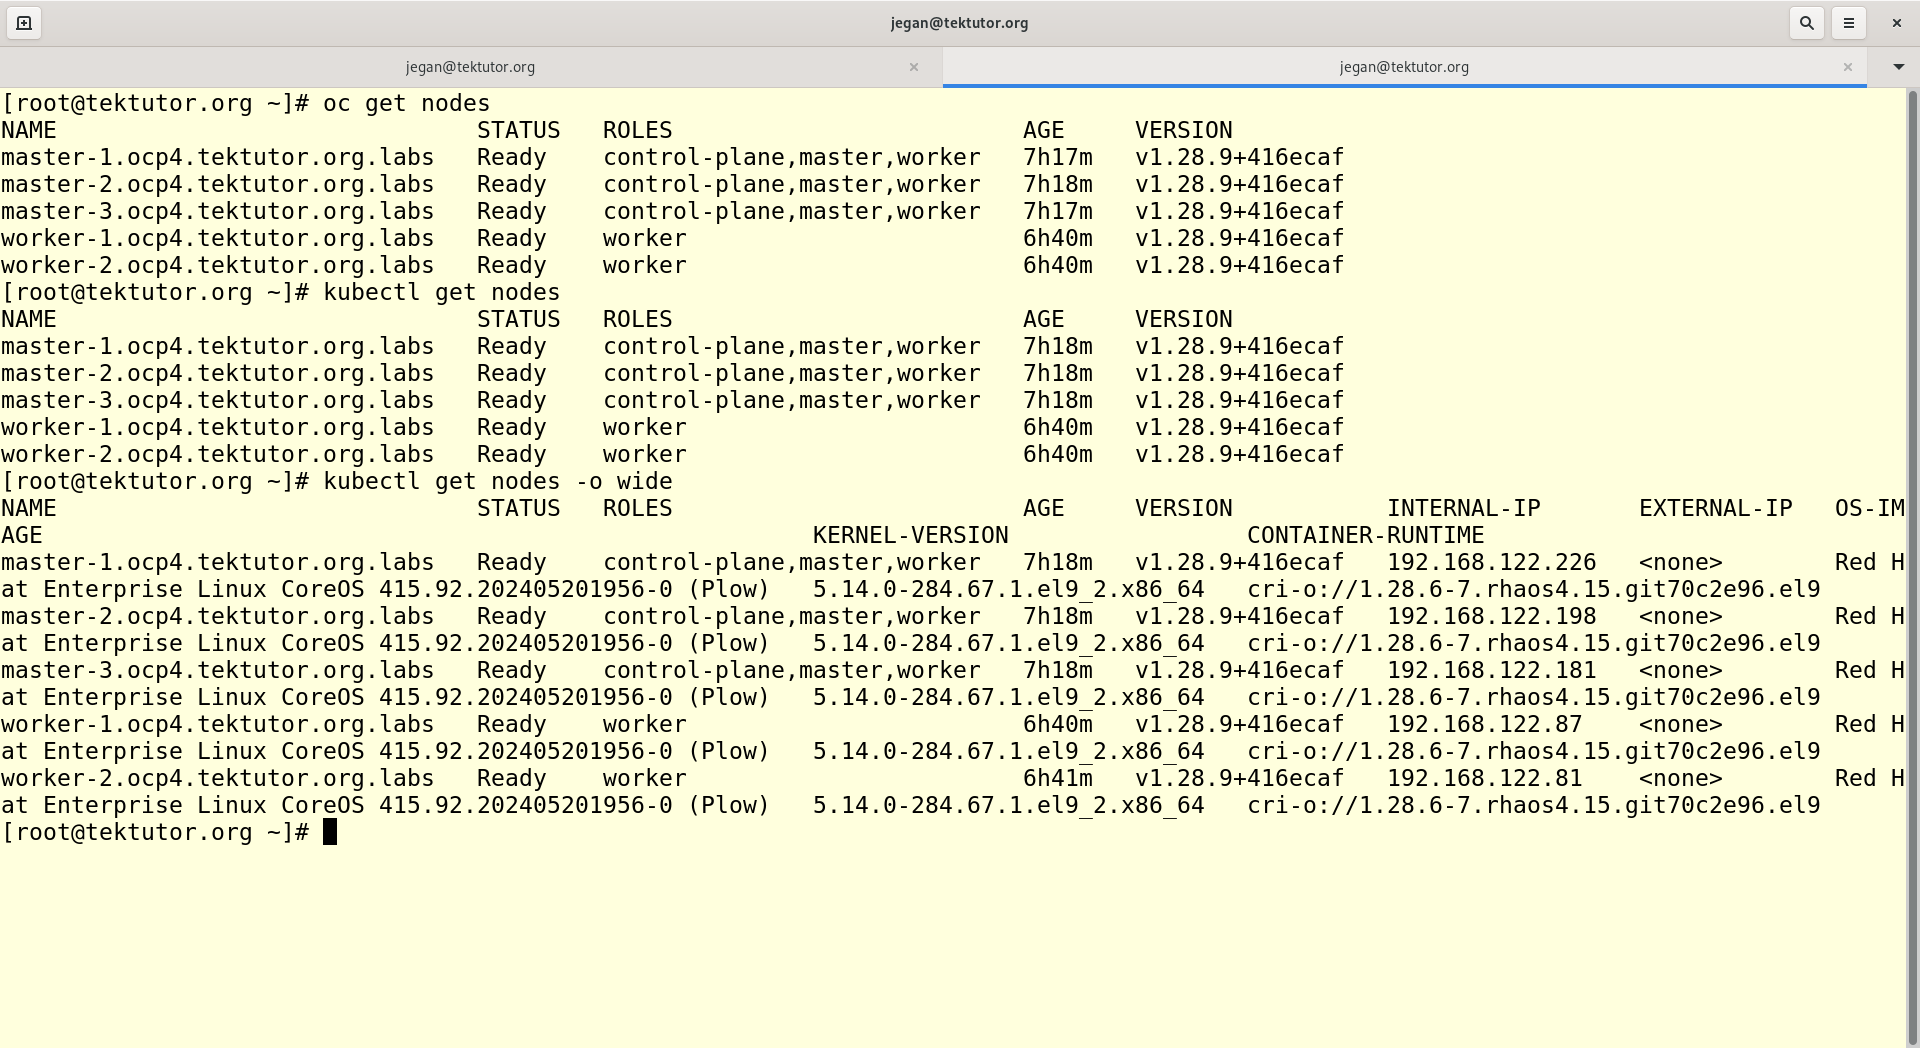 jegan@tektutor.org
jegan@tektutor.org jegan@tektutor.org
[root@tektutor.org ~]# oc get nodes
NAME STATUS ROLES AGE VERSION
master-1.ocp4.tektutor.org.labs Ready control-plane,master,worker 7h17m v1.28.9+416ecaf
master-2.ocp4.tektutor.org.labs Ready control-plane,master,worker 7h18m v1.28.9+416ecaf
master-3.ocp4.tektutor.org.labs Ready control-plane,master,worker 7h17m v1.28.9+416ecaf
worker-1.ocp4.tektutor.org.labs Ready worker 6h40m v1.28.9+416ecaf
worker-2.ocp4.tektutor.org.labs Ready worker 6h40m v1.28.9+416ecaf
[root@tektutor.org ~]# kubectl get nodes
NAME STATUS ROLES AGE VERSION
master-1.ocp4.tektutor.org.labs Ready control-plane,master,worker 7h18m v1.28.9+416ecaf
master-2.ocp4.tektutor.org.labs Ready control-plane,master,worker 7h18m v1.28.9+416ecaf
master-3.ocp4.tektutor.org.labs Ready control-plane,master,worker 7h18m v1.28.9+416ecaf
worker-1.ocp4.tektutor.org.labs Ready worker 6h40m v1.28.9+416ecaf
worker-2.ocp4.tektutor.org.labs Ready worker 6h40m v1.28.9+416ecaf
[root@tektutor.org ~]# kubectl get nodes -o wide
NAME STATUS ROLES AGE VERSION INTERNAL-IP EXTERNAL-IP OS-IM
AGE KERNEL-VERSION CONTAINER-RUNTIME
master-1.ocp4.tektutor.org.labs Ready control-plane,master,worker 7h18m v1.28.9+416ecaf 192.168.122.226 <none> Red H
at Enterprise Linux CoreOS 415.92.202405201956-0 (Plow) 5.14.0-284.67.1.el9_2.x86_64 cri-o://1.28.6-7.rhaos4.15.git70c2e96.el9
master-2.ocp4.tektutor.org.labs Ready control-plane,master,worker 7h18m v1.28.9+416ecaf 192.168.122.198 <none> Red H
at Enterprise Linux CoreOS 415.92.202405201956-0 (Plow) 5.14.0-284.67.1.el9_2.x86_64 cri-o://1.28.6-7.rhaos4.15.git70c2e96.el9
master-3.ocp4.tektutor.org.labs Ready control-plane,master,worker 7h18m v1.28.9+416ecaf 192.168.122.181 <none> Red H
at Enterprise Linux CoreOS 415.92.202405201956-0 (Plow) 5.14.0-284.67.1.el9_2.x86_64 cri-o://1.28.6-7.rhaos4.15.git70c2e96.el9
worker-1.ocp4.tektutor.org.labs Ready worker 6h40m v1.28.9+416ecaf 192.168.122.87 <none> Red H
at Enterprise Linux CoreOS 415.92.202405201956-0 (Plow) 5.14.0-284.67.1.el9_2.x86_64 cri-o://1.28.6-7.rhaos4.15.git70c2e96.el9
worker-2.ocp4.tektutor.org.labs Ready worker 6h41m v1.28.9+416ecaf 192.168.122.81 <none> Red H
at Enterprise Linux CoreOS 415.92.202405201956-0 (Plow) 5.14.0-284.67.1.el9_2.x86_64 cri-o://1.28.6-7.rhaos4.15.git70c2e96.el9
[root@tektutor.org ~]#